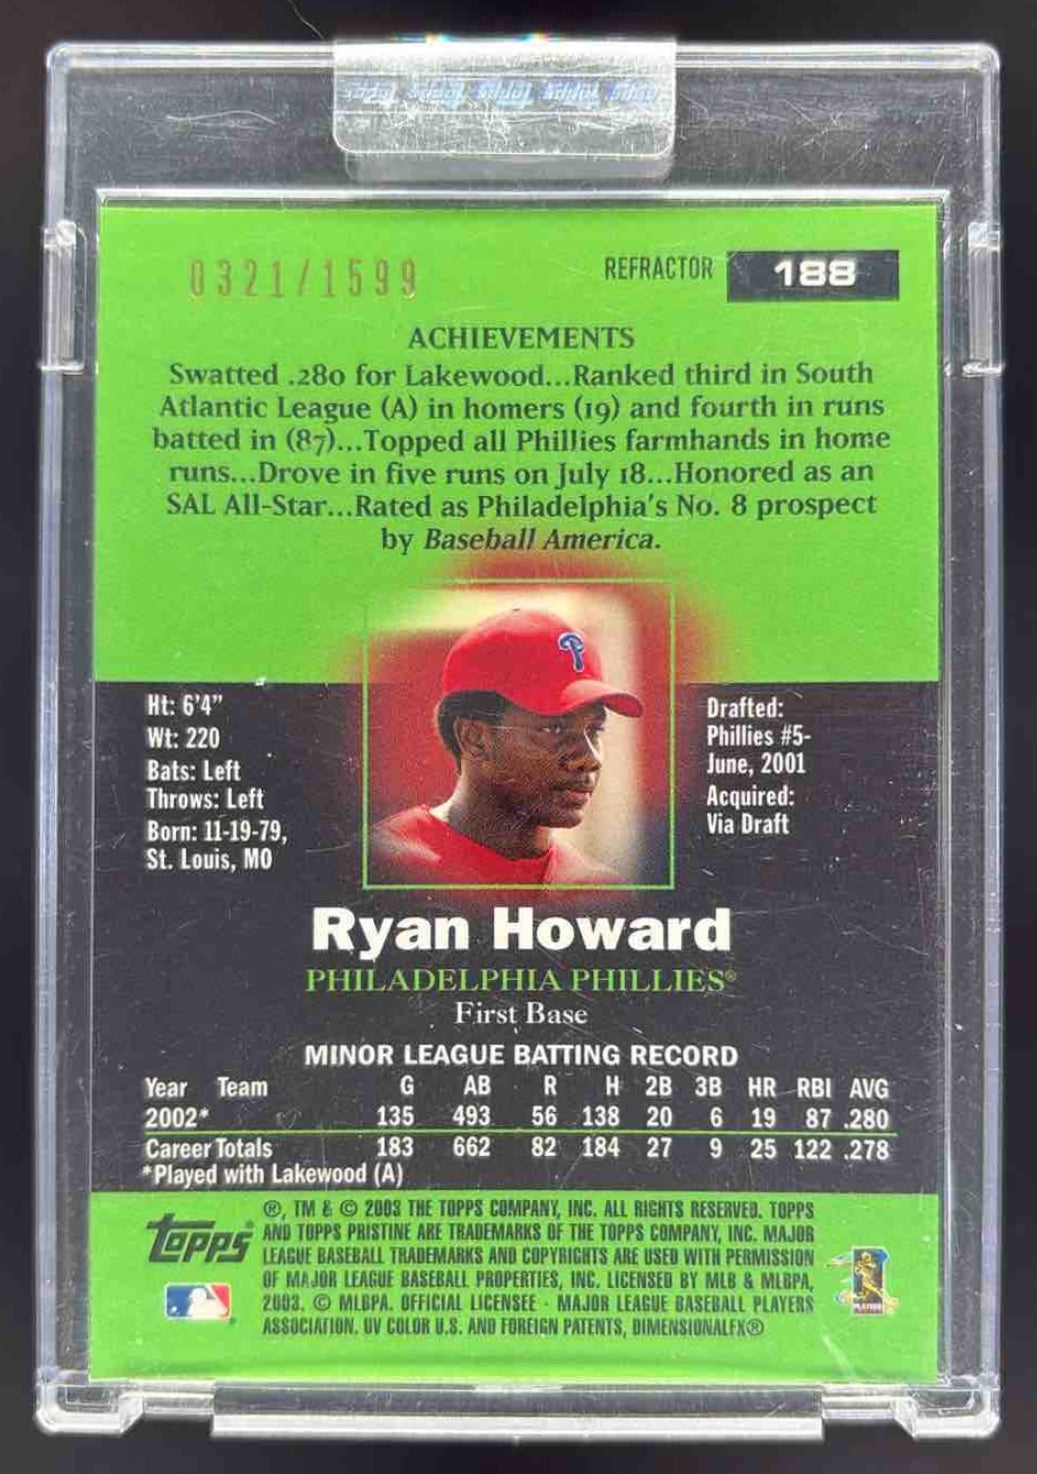 Topps Topps Topps Topps Topps
0321/1599
REFRACTOR 188
ACHIEVEMENTS
Swatted .280 for Lakewood...Ranked third in South
Atlantic League (A) in homers (19) and fourth in runs
batted in (87)...Topped all Phillies farmhands in home
runs...Drove in five runs on July 18...Honored as an
SAL All-Star...Rated as Philadelphia's No. 8 prospect
by Baseball America.
P
Ht: 6'4"
Wt: 220
Bats: Left
Throws: Left
Born: 11-19-79,
St. Louis, MO
Drafted:
Phillies #5-
June, 2001
Acquired:
Via Draft
Ryan Howard
PHILADELPHIA PHILLIES®
First Base
MINOR LEAGUE BATTING RECORD
Year Team G AB R H 2B 3B HR RBI AVG
2002* 135 493 56 138 20 6 19 87 .280
Career Totals 183 662 82 184 27 9 25 122 .278
*Played with Lakewood (A)
Topps®
®, TM & © 2003 THE TOPPS COMPANY, INC. ALL RIGHTS RESERVED. TOPPS
AND TOPPS PRISTINE ARE TRADEMARKS OF THE TOPPS COMPANY, INC. MAJOR
LEAGUE BASEBALL TRADEMARKS AND COPYRIGHTS ARE USED WITH PERMISSION
OF MAJOR LEAGUE BASEBALL PROPERTIES, INC. LICENSED BY MLB & MLBPA,
2003. © MLBPA. OFFICIAL LICENSEE - MAJOR LEAGUE BASEBALL PLAYERS
ASSOCIATION. UV COLOR U.S. AND FOREIGN PATENTS, DIMENSIONALFX®
PLAYERS